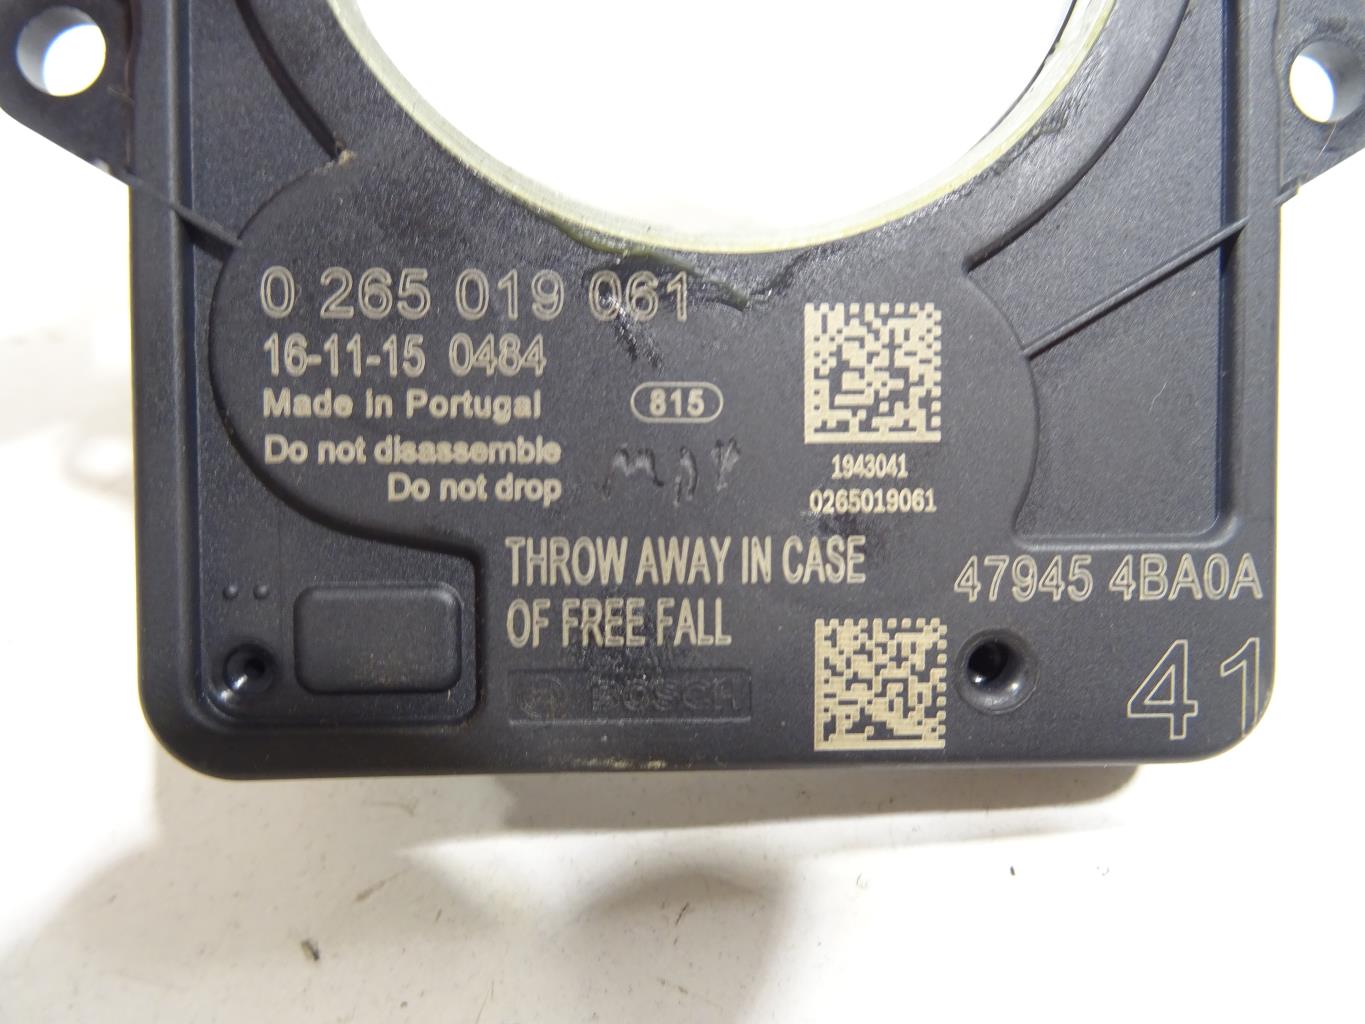 0 265 019 061
16-11-15 0484
Made in Portugal
815
Do not disassemble
Do not drop
1943041
0265019061
THROW AWAY IN CASE
OF FREE FALL
47945 4BA0A
BOSCH
41